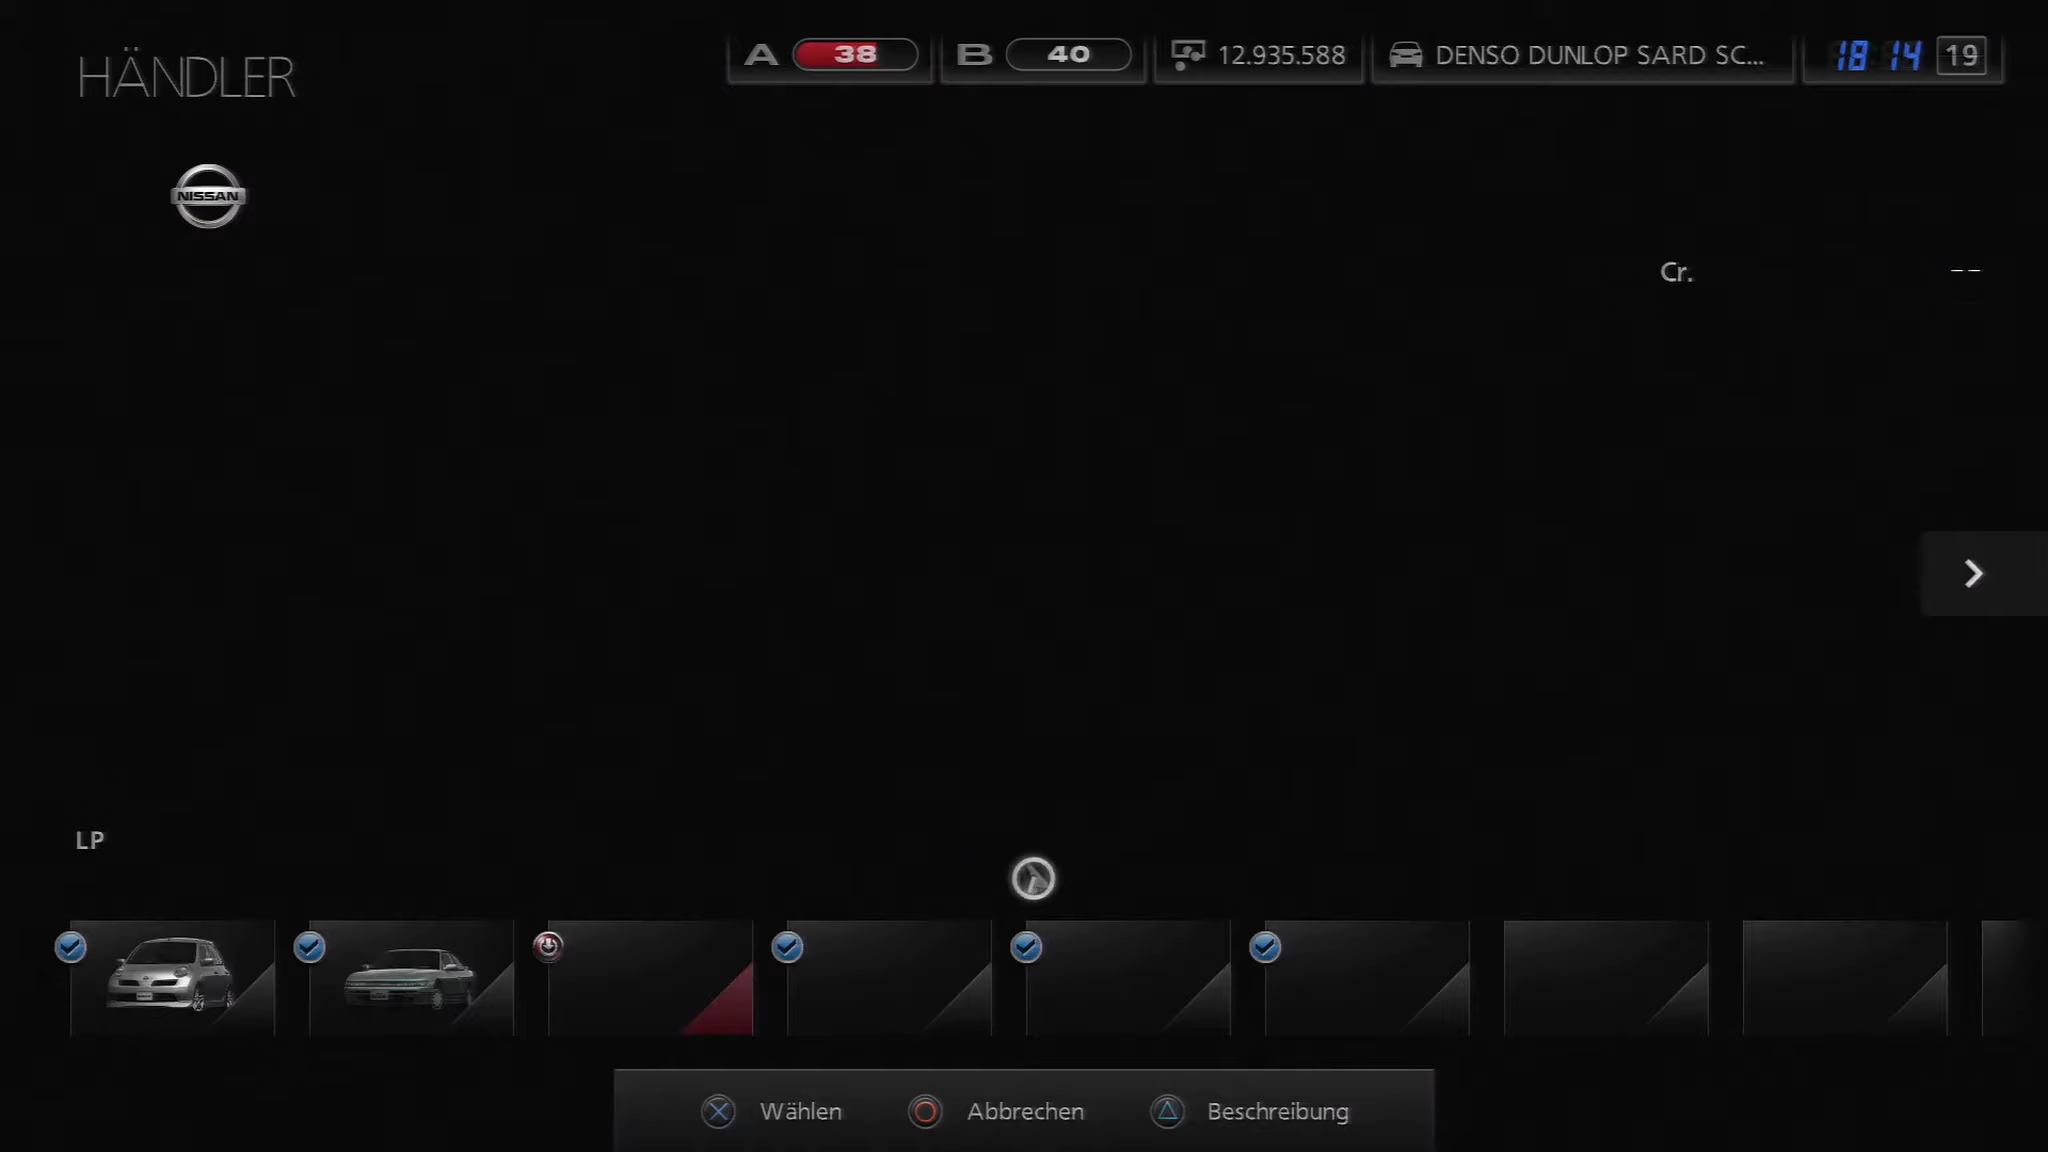 HÄNDLER
A 38
B 40
12.935.588
DENSO DUNLOP SARD SC...
18 14
19
NISSAN
Cr. --
LP
Wählen
Abbrechen
Beschreibung